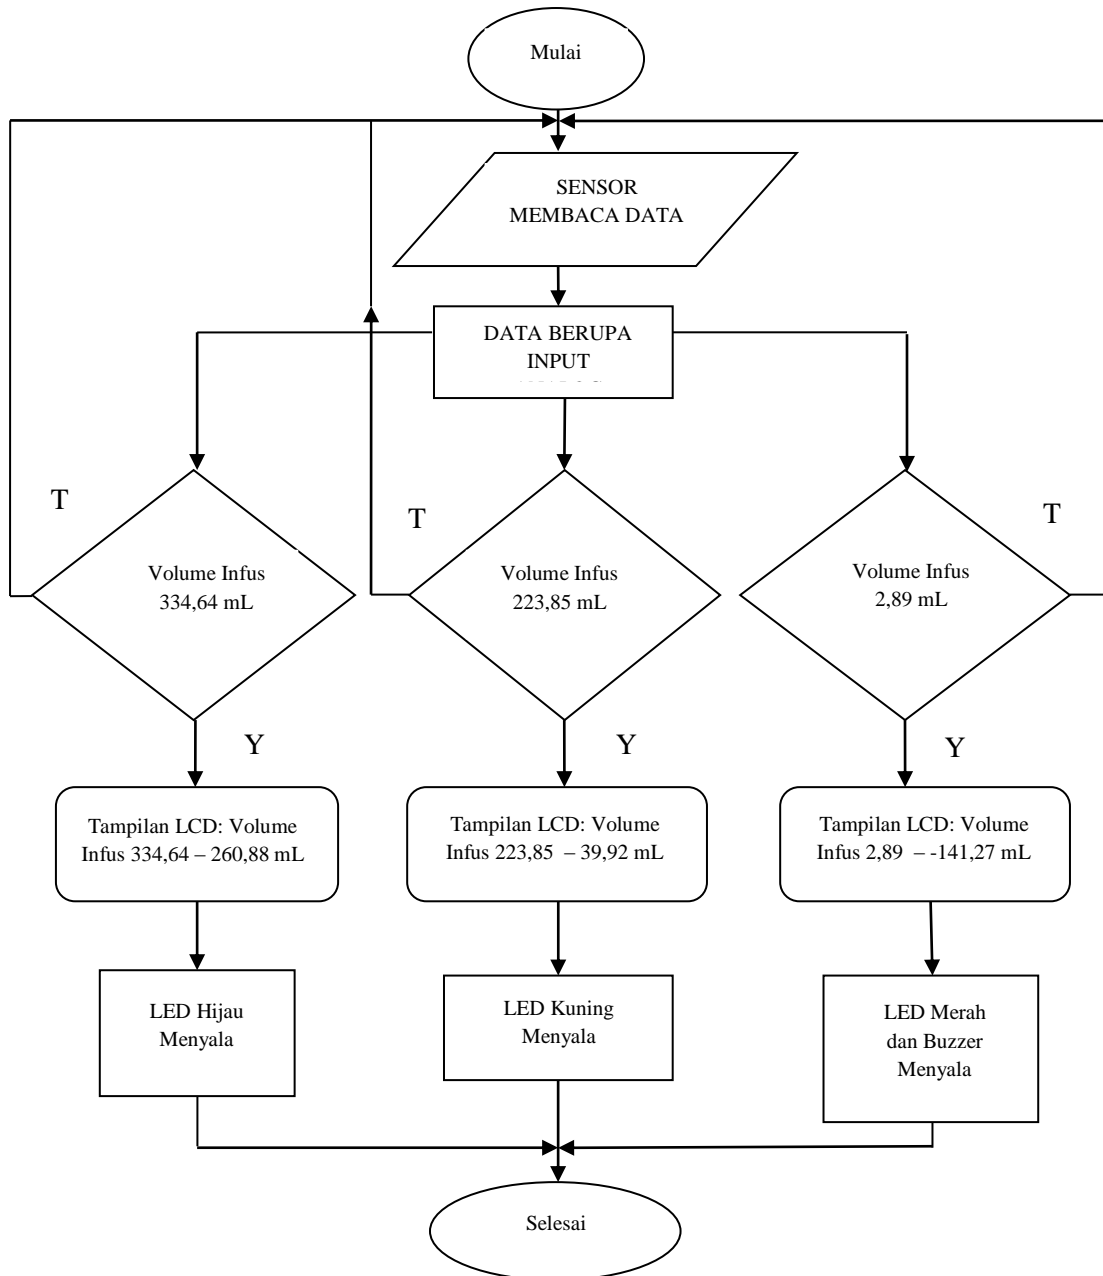 Mulai
SENSOR
MEMBACA DATA
DATA BERUPA
INPUT
T
Volume Infus
334,64 mL
Y
T
Volume Infus
223,85 mL
Y
T
Volume Infus
2,89 mL
Y
Tampilan LCD: Volume
Infus 334,64 – 260,88 mL
Tampilan LCD: Volume
Infus 223,85 – 39,92 mL
Tampilan LCD: Volume
Infus 2,89 – -141,27 mL
LED Hijau
Menyala
LED Kuning
Menyala
LED Merah
dan Buzzer
Menyala
Selesai